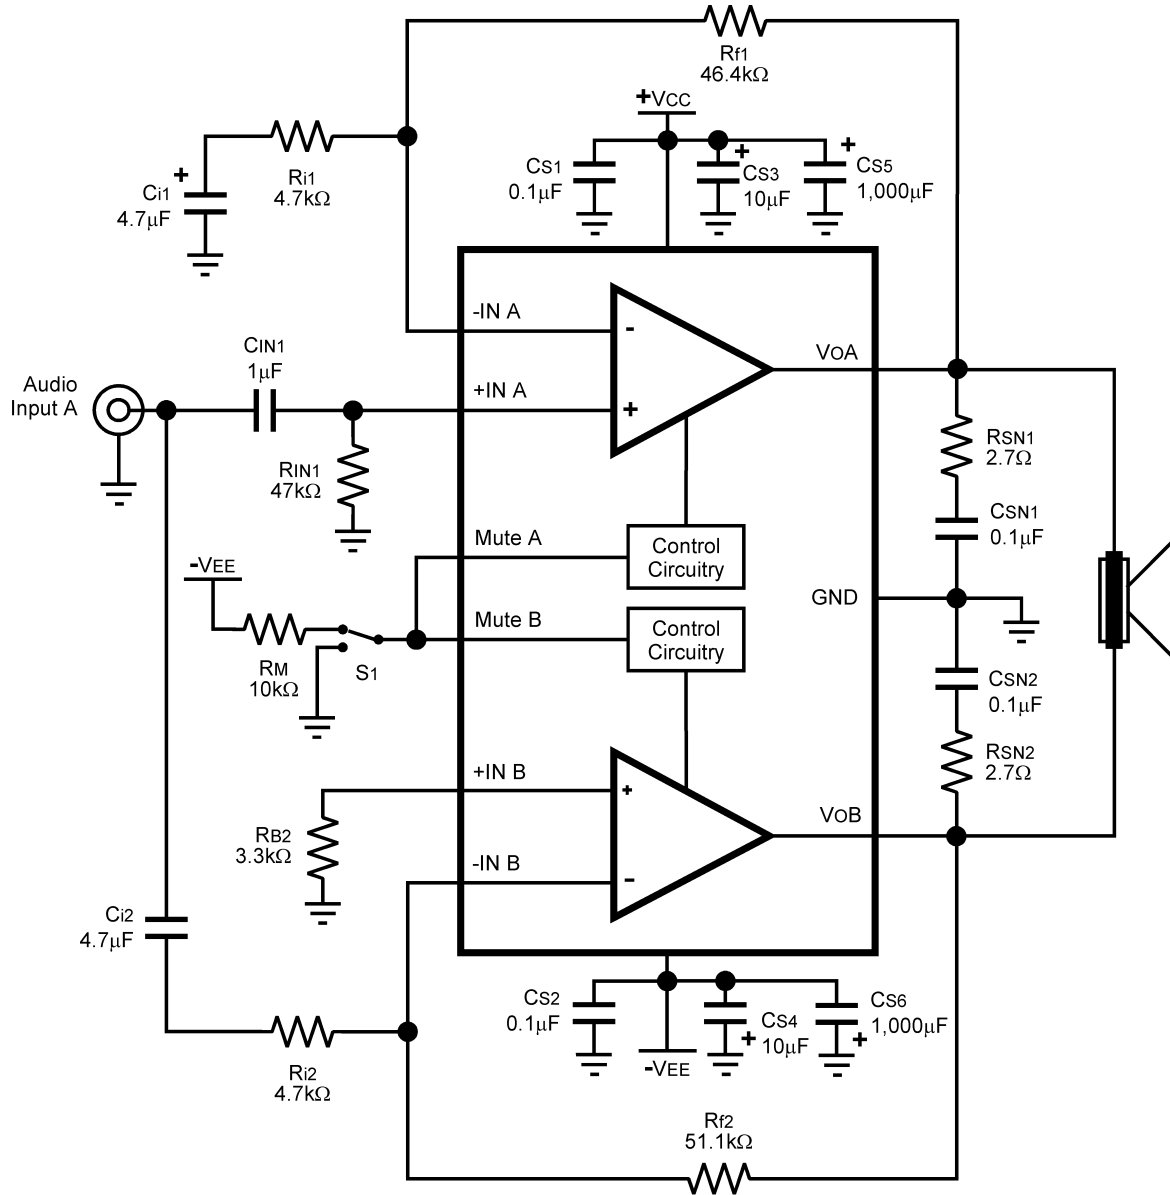 Rf1
46.4kΩ
+VCC
Ri1
4.7kΩ
Ci1
4.7µF
+
CS1
0.1µF
+
CS3
10µF
+
CS5
1,000µF
-IN A
-
VOA
CIN1
1µF
Audio
Input A
+IN A
+
RIN1
47kΩ
RSN1
2.7Ω
CSN1
0.1µF
Mute A
Control
Circuitry
-VEE
GND
Mute B
Control
Circuitry
RM
10kΩ
S1
CSN2
0.1µF
RSN2
2.7Ω
+IN B
+
VOB
RB2
3.3kΩ
-IN B
-
Ci2
4.7µF
CS2
0.1µF
CS4
10µF
+
CS6
1,000µF
+
-VEE
Ri2
4.7kΩ
Rf2
51.1kΩ